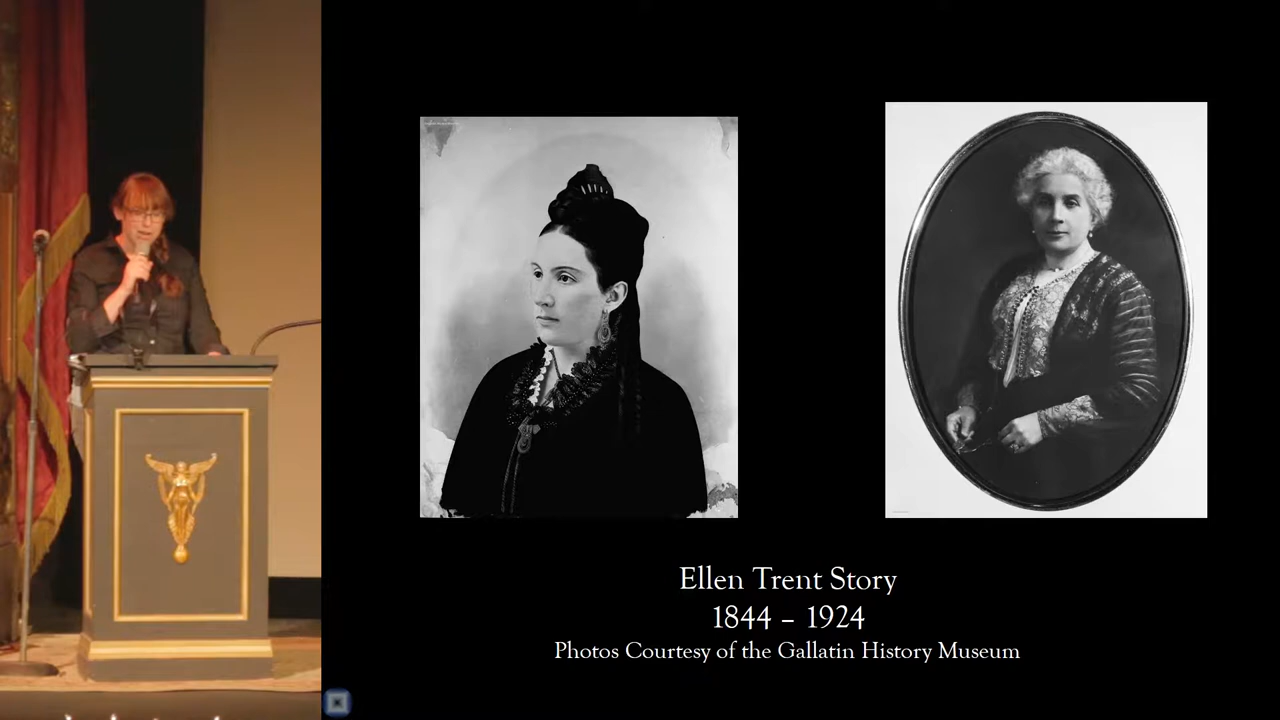 Ellen Trent Story
1844 – 1924
Photos Courtesy of the Gallatin History Museum